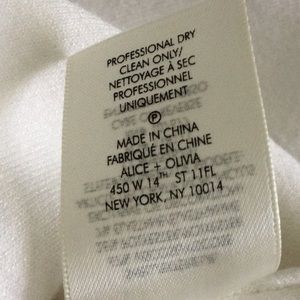 PROFESSIONAL DRY
CLEAN ONLY/
NETTOYAGE À SEC
PROFESSIONNEL
UNIQUEMENT
P
MADE IN CHINA
FABRIQUÉ EN CHINE
ALICE + OLIVIA
450 W 14TH ST 11FL
NEW YORK, NY 10014